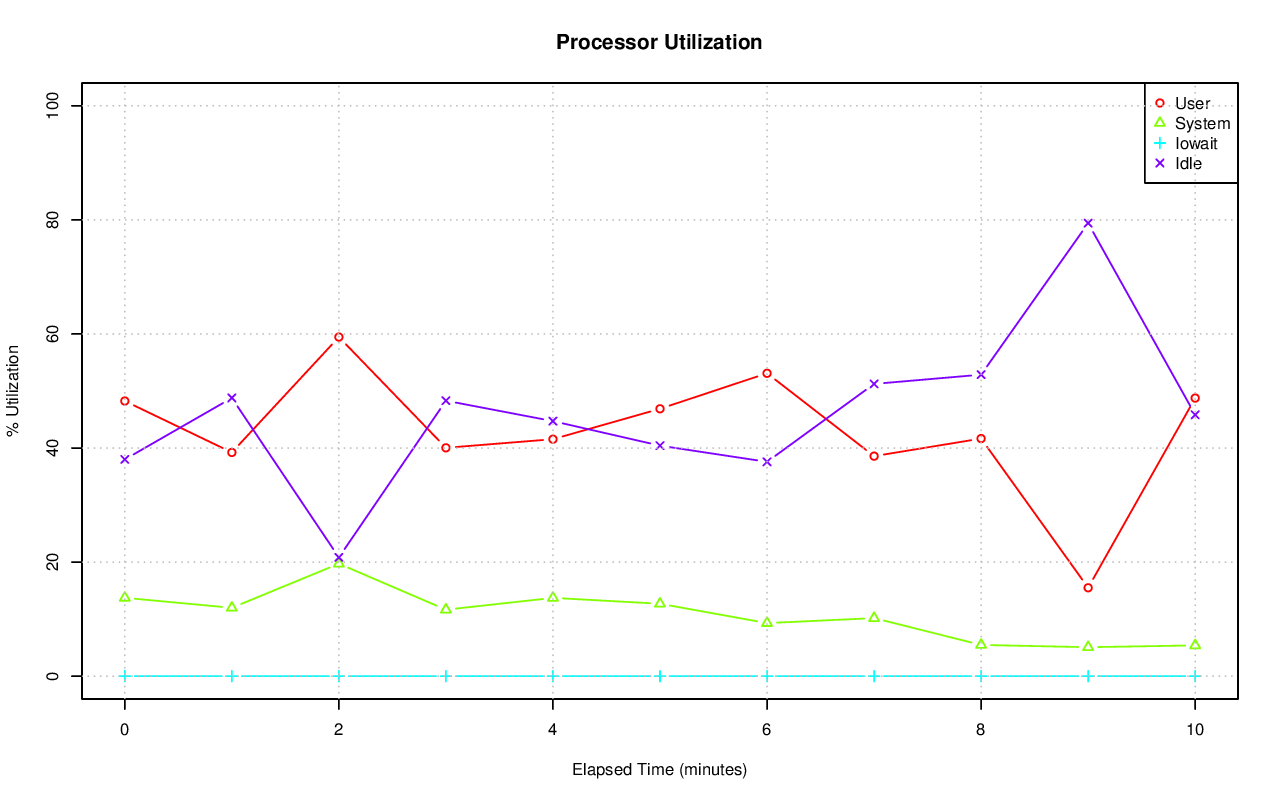 Processor Utilization
% Utilization
100
80
60
40
20
0
User
System
Iowait
Idle
0 2 4 6 8 10
Elapsed Time (minutes)